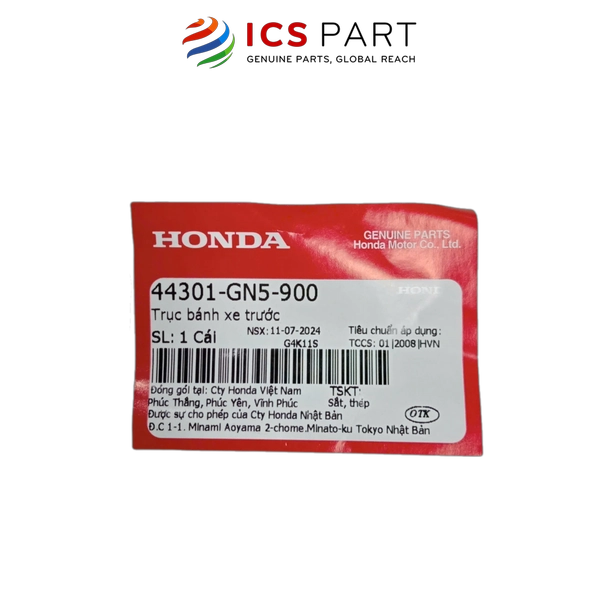 ICS PART
GENUINE PARTS, GLOBAL REACH
HONDA
GENUINE PARTS
Honda Motor Co., Ltd.
44301-GN5-900
HONI
Trục bánh xe trước
SL: 1 Cái
NSX: 11-07-2024
Tiêu chuẩn áp dụng:
G4K11S
TCCS: 01|2008|HVN
Đóng gói tại: Cty Honda Việt Nam
TSKT:
Phúc Thắng, Phúc Yên, Vĩnh Phúc
Sắt, thép
Được sự cho phép của Cty Honda Nhật Bản
OTK
Đ.C 1-1. Minami Aoyama 2-chome.Minato-ku Tokyo Nhật Bản